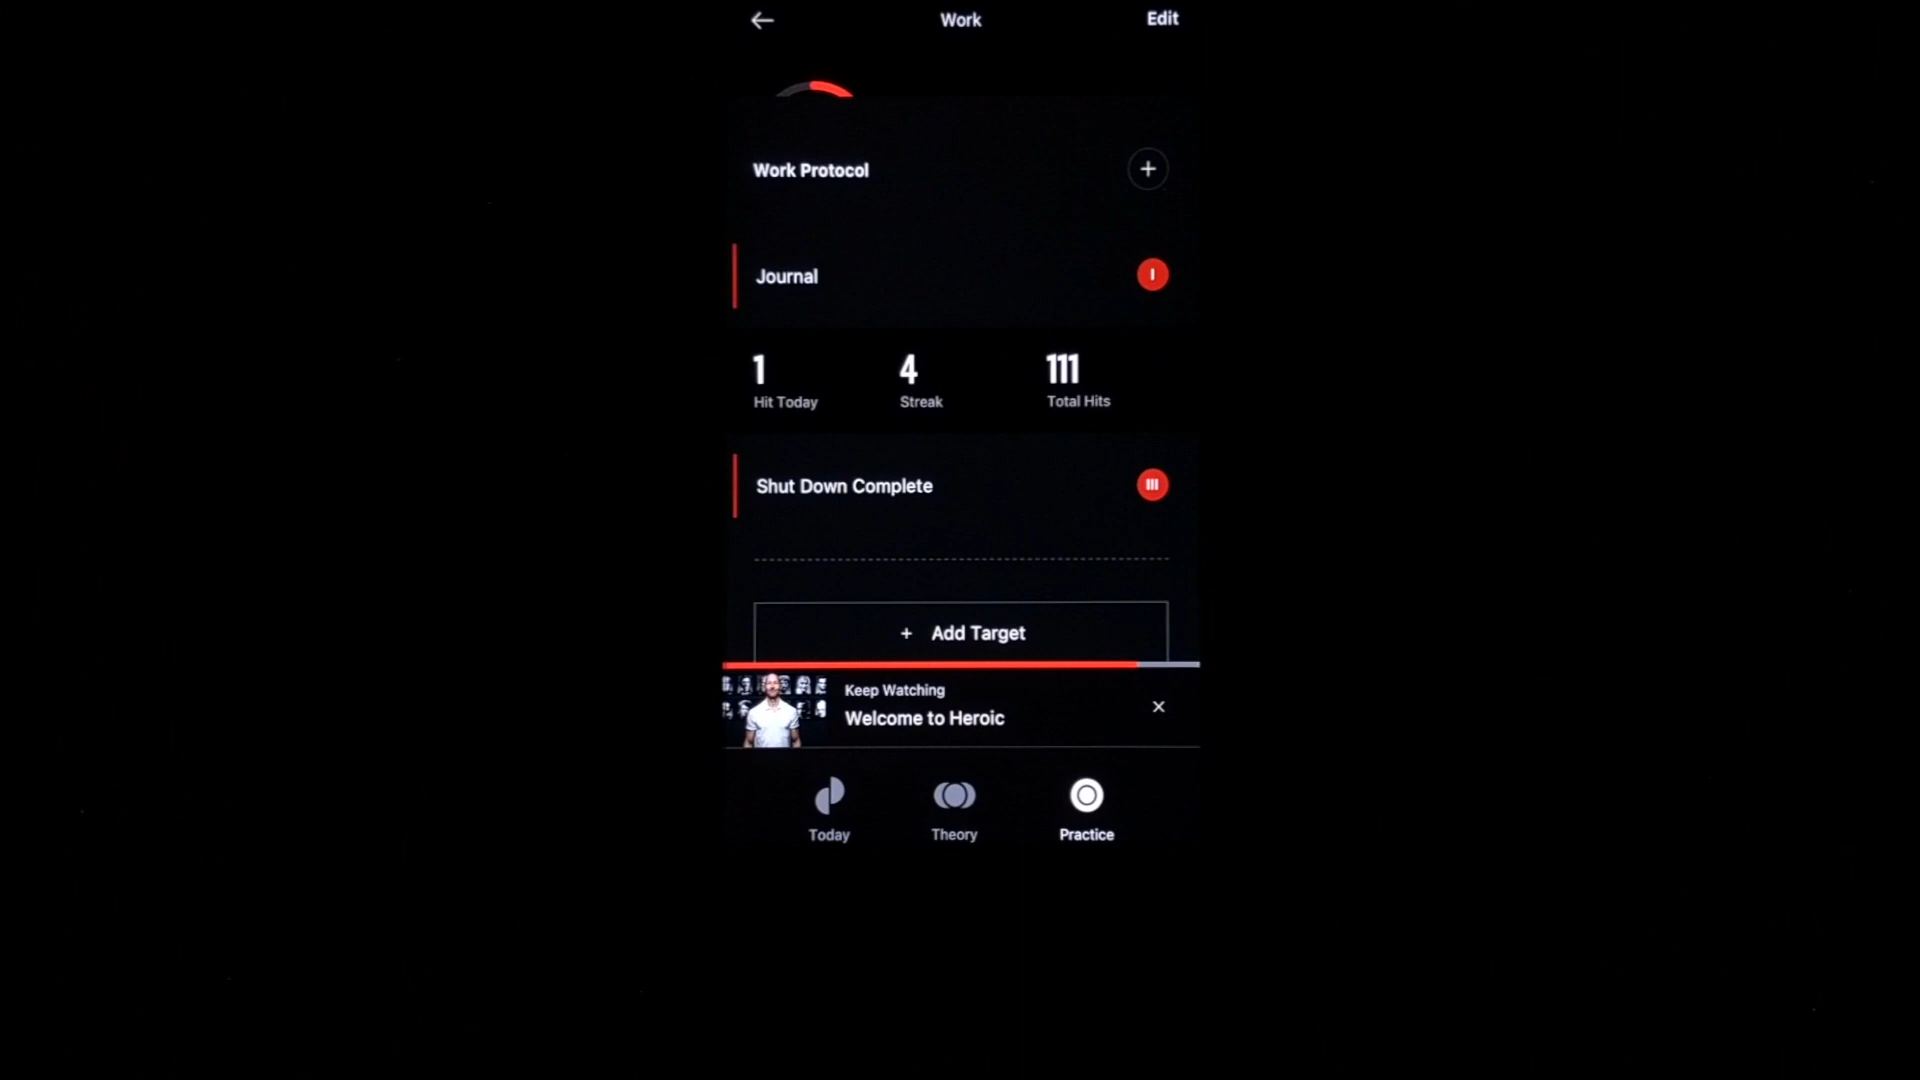 Work
Edit
Work Protocol
Journal
I
1
4
111
Hit Today
Streak
Total Hits
Shut Down Complete
III
+ Add Target
Keep Watching
Welcome to Heroic
Today
Theory
Practice